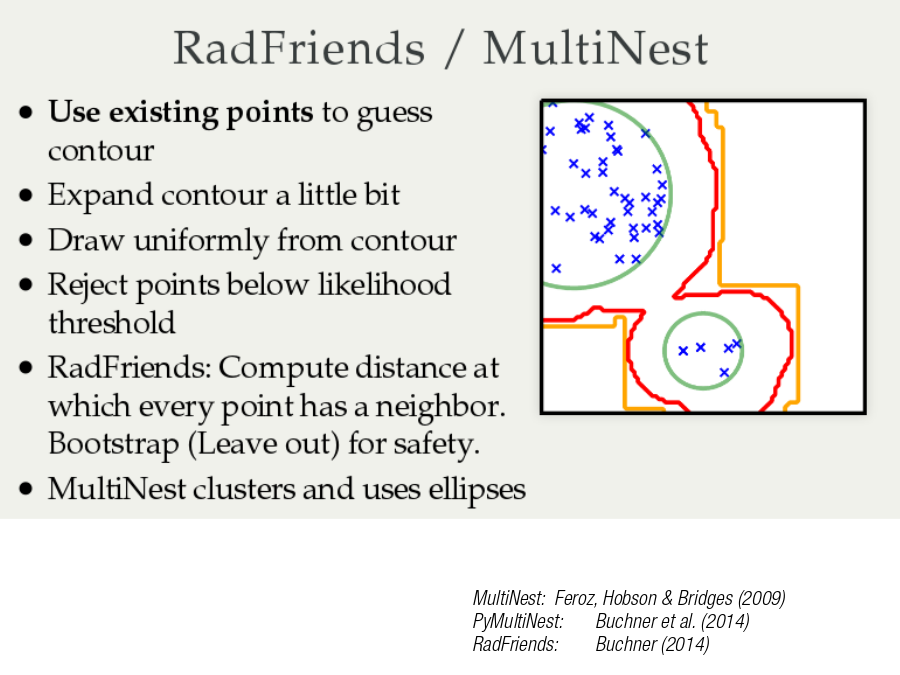 RadFriends / MultiNest
• Use existing points to guess
contour
• Expand contour a little bit
• Draw uniformly from contour
• Reject points below likelihood
threshold
• RadFriends: Compute distance at
which every point has a neighbor.
Bootstrap (Leave out) for safety.
• MultiNest clusters and uses ellipses
MultiNest: Feroz, Hobson & Bridges (2009)
PyMultiNest: Buchner et al. (2014)
RadFriends: Buchner (2014)